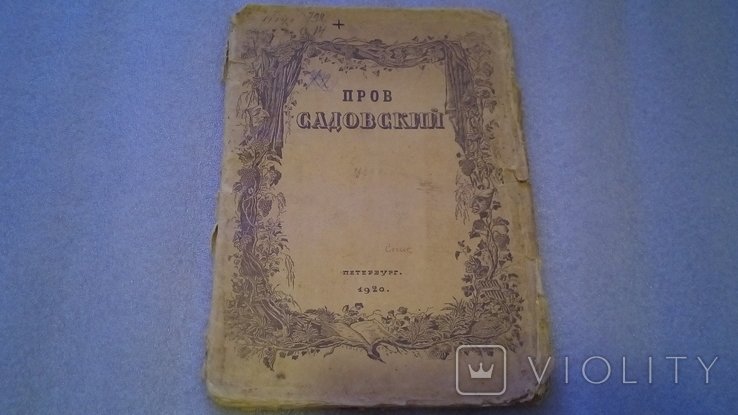 ПРОВ
САДОВСКИЙ
ПЕТЕРБУРГ.
1920.
VIOLITY